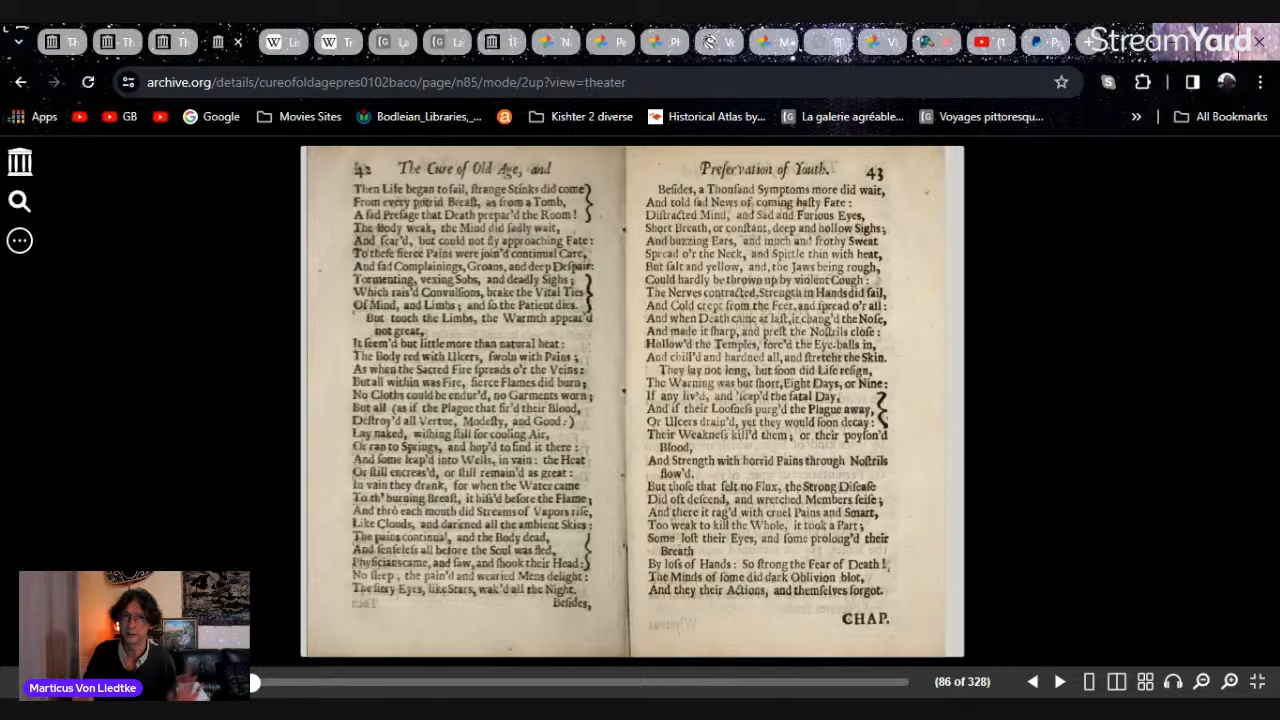 StreamYard
Th
Th
Th
Lis
Tr
La
La
archive.org/details/cureofoldagepres0102baco/page/n85/mode/2up?view=theater
Apps
GB
Google
Movies Sites
Bodleian_Libraries,_...
Kishter 2 diverse
Historical Atlas by...
La galerie agréable...
Voyages pittoresqu...
»
All Bookmarks
42 The Cure of Old Age, and
Then Life began to fail, ſtrange Stinks did come
From every putrid Breaſt, as from a Tomb,
A ſad Preſage that Death prepar'd the Room!
The Body weak, the Mind did ſadly wait,
And fear'd, but could not fly approaching Fate:
To theſe fierce Pains were join'd continual Care,
And ſad Complainings, Groans, and deep Deſpair:
Tormenting, vexing Sobs, and deadly Sighs;
Which rais'd Convulſions, brake the Vital Ties
Of Mind, and Limbs; and ſo the Patient dies.
But touch the Limbs, the Warmth appear'd
not great,
It ſeem'd but little more than natural heat:
The Body red with Ulcers, ſwoln with Pains;
As when the Sacred Fire ſpreads o'r the Veins:
But all within was Fire, fierce Flames did burn;
No Cloths could be endur'd, no Garments worn;
But all (as if the Plague that fir'd their Blood,
Deſtroy'd all Vertue, Modeſty, and Good:)
Lay naked, wiſhing ſtill for cooling Air,
Or ran to Springs, and hop'd to find it there:
And ſome leap'd into Wells, in vain: the Heat
Or ſtill encreas'd, or ſtill remain'd as great:
In vain they drank, for when the Water came
To th' burning Breaſt, it hiſs'd before the Flame;
And thrò each mouth did Streams of Vapors riſe,
Like Clouds, and darkned all the ambient Skies:
The pains continual, and the Body dead,
And ſenſeleſs all before the Soul was fled,
Phyſicians came, and ſaw, and ſhook their Head:
No ſleep, the pain'd and wearied Mens delight:
The fiery Eyes, like Stars, wak'd all the Night.
Beſides,
Preſervation of Youth. 43
Beſides, a Thouſand Symptoms more did wait,
And told ſad News of coming haſty Fate:
Diſtracted Mind, and Sad and Furious Eyes,
Short Breath, or conſtant, deep and hollow Sighs;
And buzzing Ears, and much and frothy Sweat
Spread o'r the Neck, and Spittle thin with heat,
But ſalt and yellow, and, the Jaws being rough,
Could hardly be thrown up by violent Cough:
The Nerves contracted, Strength in Hands did fail,
And Cold crept from the Feet, and ſpread o'r all:
And when Death came at laſt, it chang'd the Noſe,
And made it ſharp, and preſt the Noſtrils cloſe:
Hollow'd the Temples, forc'd the Eye-balls in,
And chill'd and hardned all, and ſtretcht the Skin.
They lay not long, but ſoon did Life reſign,
The Warning was but ſhort, Eight Days, or Nine:
If any liv'd, and 'ſcap'd the fatal Day,
And if their Looſneſs purg'd the Plague away,
Or Ulcers drain'd, yet they would ſoon decay:
Their Weakneſs kill'd them; or their poyſon'd
Blood,
And Strength with horrid Pains through Noſtrils
flow'd.
But thoſe that felt no Flux, the Strong Diſeaſe
Did oft deſcend, and wretched Members ſeiſe;
And there it rag'd with cruel Pains and Smart,
Too weak to kill the Whole, it took a Part;
Some loſt their Eyes, and ſome prolong'd their
Breath
By loſs of Hands: So ſtrong the Fear of Death!
The Minds of ſome did dark Oblivion blot,
And they their Actions, and themſelves forgot.
CHAP.
Marticus Von Liedtke
(86 of 328)